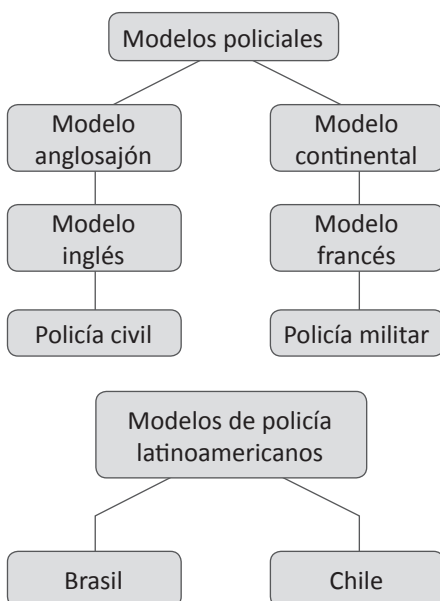 Modelos policiales
Modelo
anglosajón
Modelo
continental
Modelo
inglés
Modelo
francés
Policía civil
Policía militar
Modelos de policía
latinoamericanos
Brasil
Chile